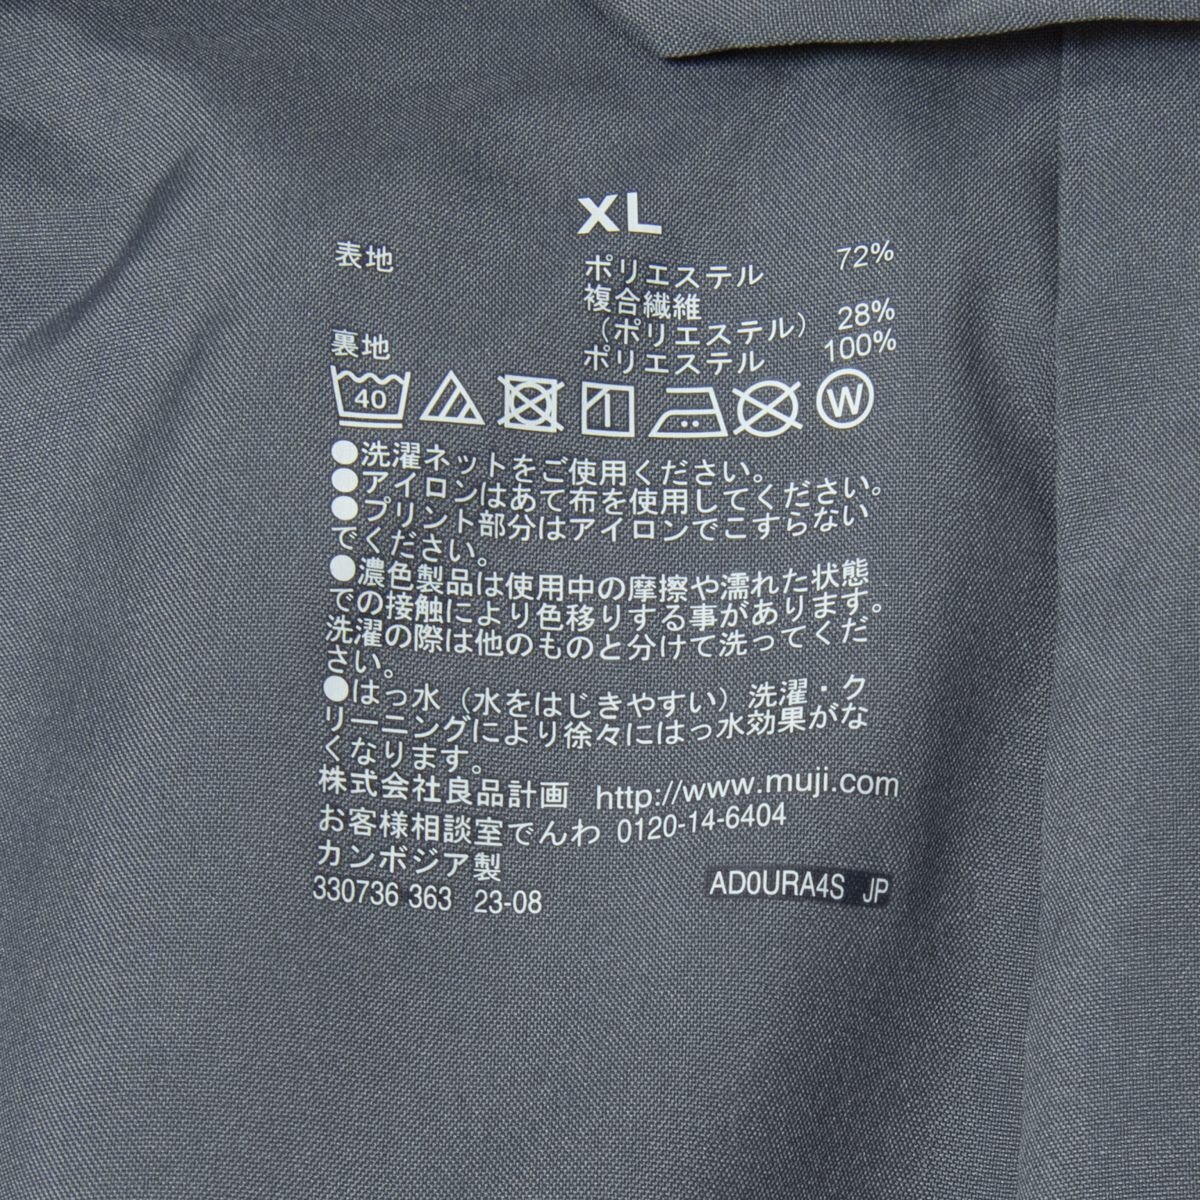 XL
表地 ポリエステル 72%
複合繊維
(ポリエステル) 28%
裏地 ポリエステル 100%
40 W
●洗濯ネットをご使用ください。
●アイロンはあて布を使用してください。
●プリント部分はアイロンでこすらない
でください。
●濃色製品は使用中の摩擦や濡れた状態
での接触により色移りする事があります。
洗濯の際は他のものと分けて洗ってくだ
さい。
●はっ水(水をはじきやすい)洗濯・ク
リーニングにより徐々にはっ水効果がな
くなります。
株式会社良品計画 http://www.muji.com
お客様相談室でんわ 0120-14-6404
カンボジア製
330736 363 23-08 AD0URA4S JP